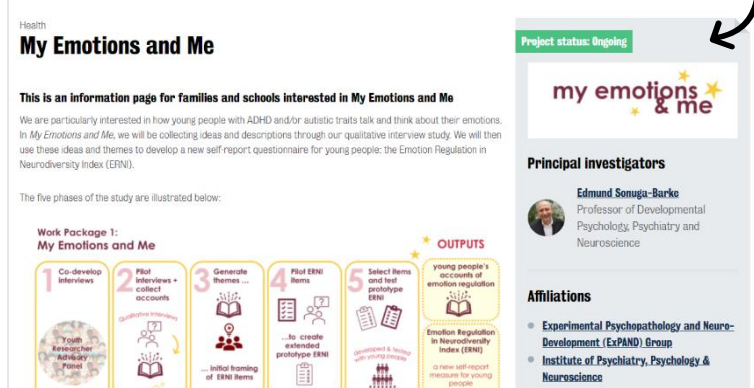 Health
My Emotions and Me
This is an information page for families and schools interested in My Emotions and Me
We are particularly interested in how young people with ADHD and/or autistic traits talk and think about their emotions.
In My Emotions and Me, we will be collecting ideas and descriptions through our qualitative interview study. We will then
use these ideas and themes to develop a new self-report questionnaire for young people: the Emotion Regulation in
Neurodiversity Index (ERNI).
The five phases of the study are illustrated below:
Work Package 1:
My Emotions and Me
OUTPUTS
1
Co-develop
interviews
Youth
Researcher
Advisory
Panel
2
Pilot
interviews +
collect
accounts
Qualitative interviews
3
Generate
themes ...
... initial framing
of ERNI items
4
Pilot ERNI
items
...to create
extended
prototype ERNI
5
Select items
and test
prototype
ERNI
developed & tested
with young people
young people's
accounts of
emotion regulation
Emotion Regulation
in Neurodiversity
Index (ERNI)
a new self-report
measure for young
people
Project status: Ongoing
my emotions
& me
Principal investigators
Edmund Sonuga-Barke
Professor of Developmental
Psychology, Psychiatry and
Neuroscience
Affiliations
Experimental Psychopathology and Neuro-
Development (ExPAND) Group
Institute of Psychiatry, Psychology &
Neuroscience